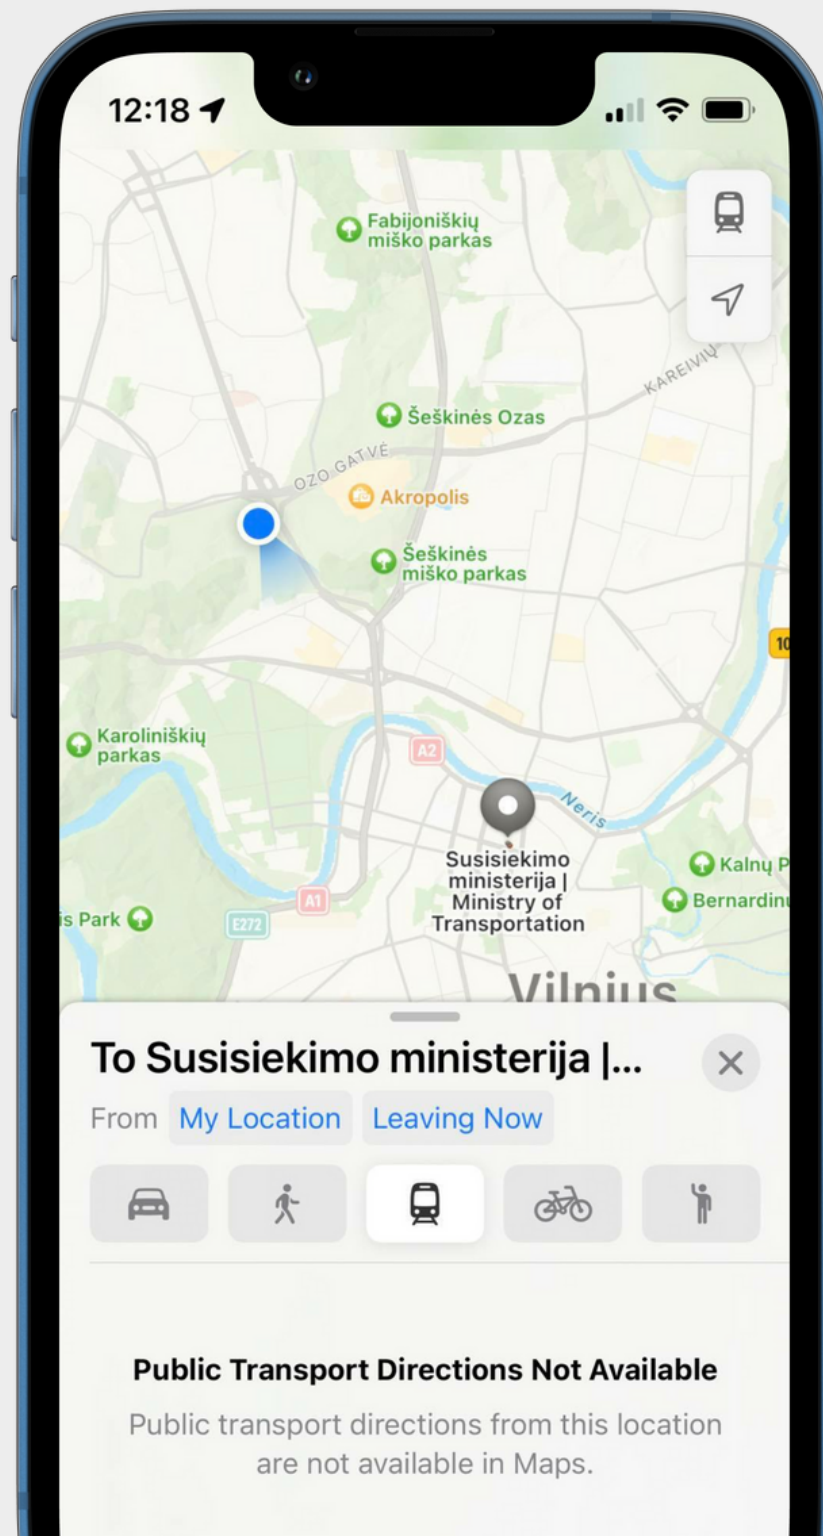 12:18
Fabijoniškių
miško parkas
KAREIVIŲ
Šeškinės Ozas
OZO GATVĖ
Akropolis
Šeškinės
miško parkas
10
Karoliniškių
parkas
A2
Neris
Susisiekimo
ministerija |
Ministry of
Transportation
Kalnų P
A1
Bernardinų
is Park
E272
Vilnius
To Susisiekimo ministerija |...
From My Location Leaving Now
Public Transport Directions Not Available
Public transport directions from this location
are not available in Maps.